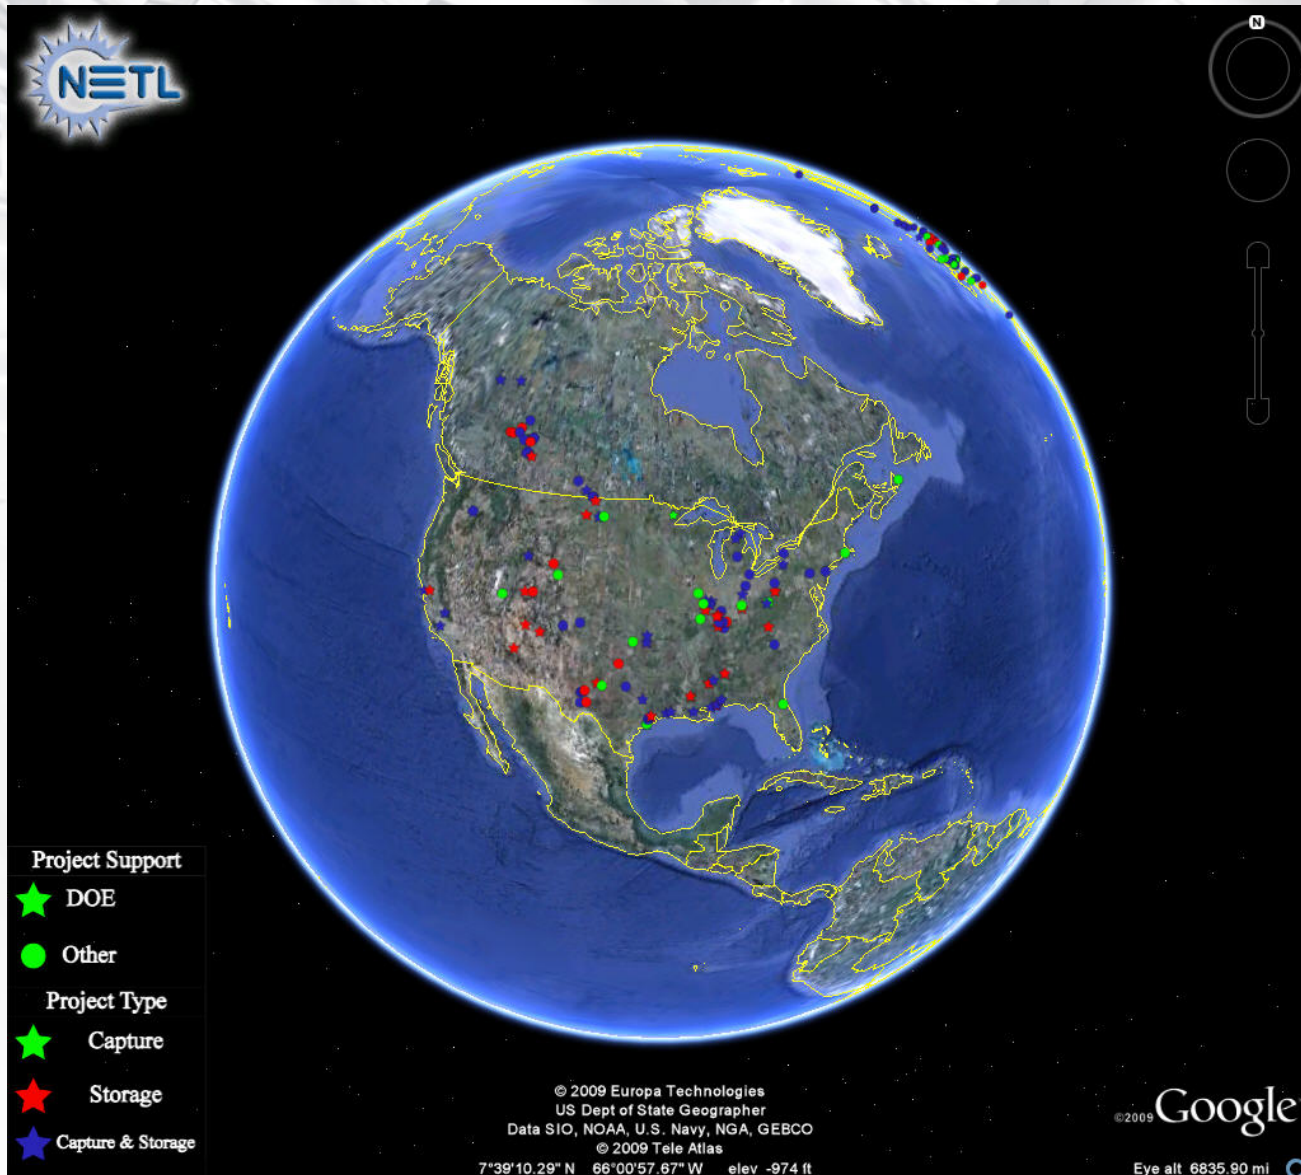 NETL
N
Project Support
DOE
Other
Project Type
Capture
Storage
Capture & Storage
© 2009 Europa Technologies
US Dept of State Geographer
Data SIO, NOAA, U.S. Navy, NGA, GEBCO
© 2009 Tele Atlas
7°39'10.29" N 66°00'57.67" W elev -974 ft
©2009 Google
Eye alt 6835.90 mi